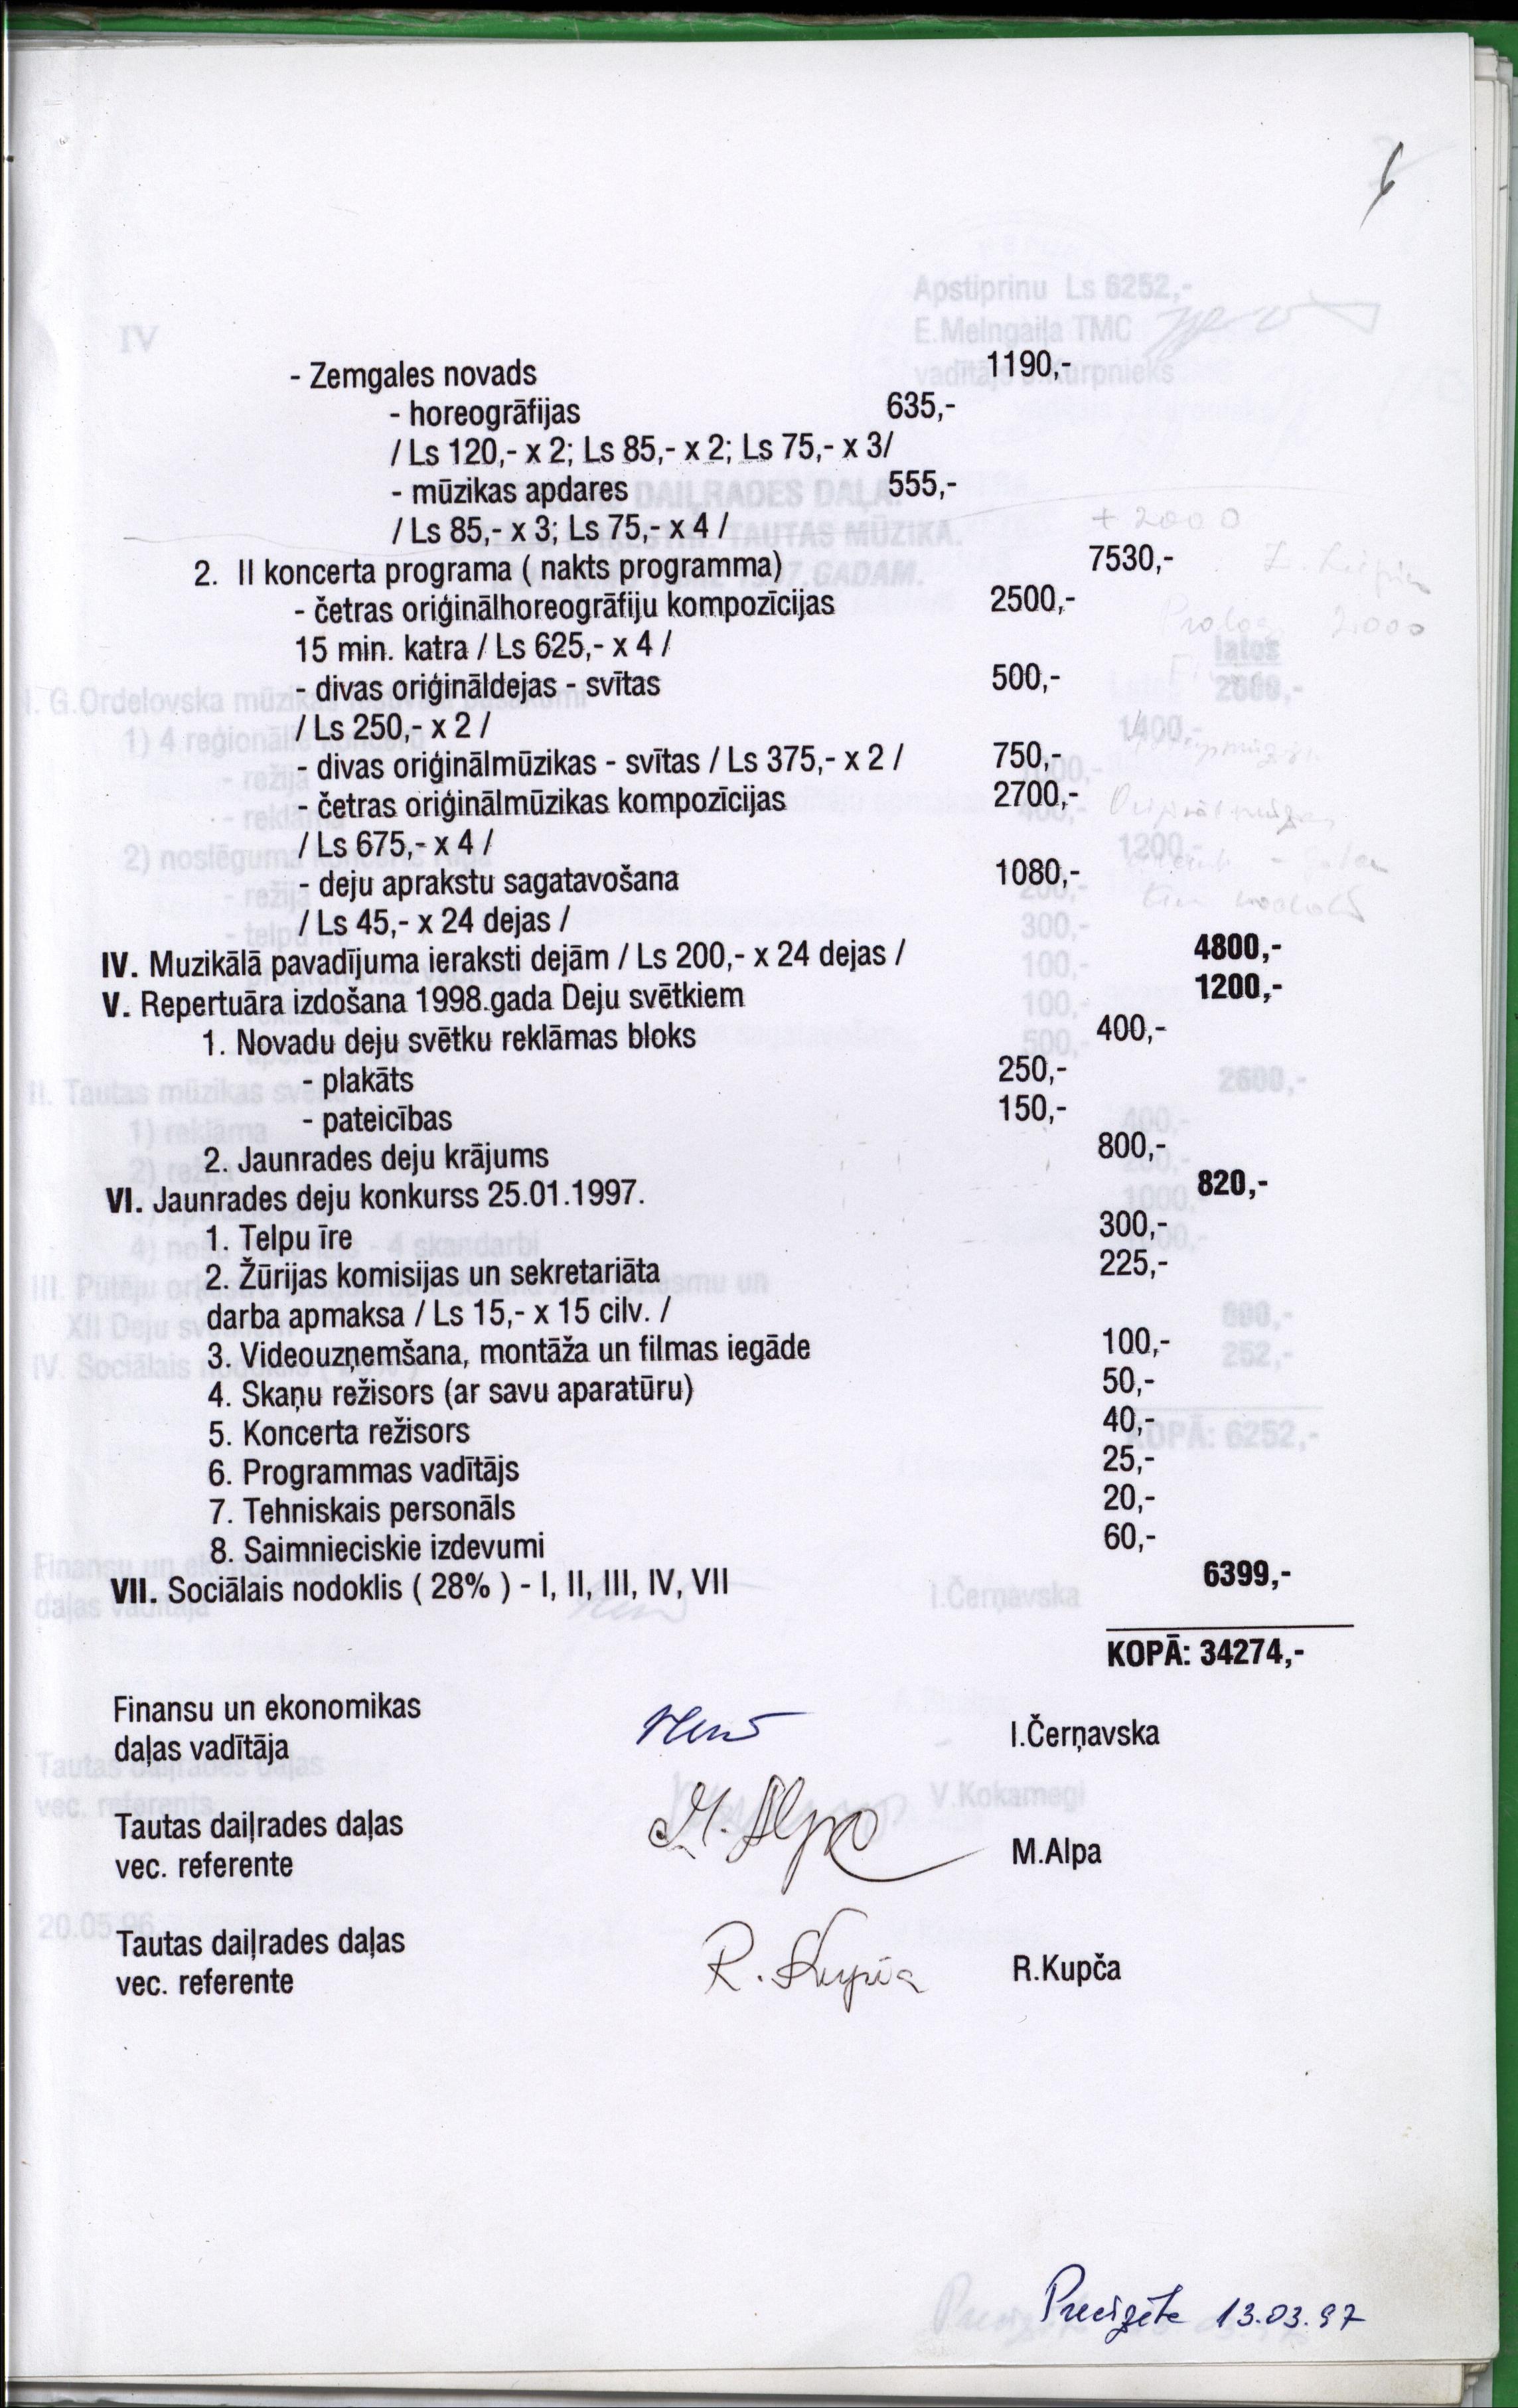 6
- Zemgales novads 1190,-
- horeogrāfijas 635,-
/ Ls 120,- x 2; Ls 85,- x 2; Ls 75,- x 3/
- mūzikas apdares 555,-
/ Ls 85,- x 3; Ls 75,- x 4 /
2. II koncerta programa ( nakts programma) 7530,-
- četras oriģinālhoreogrāfiju kompozīcijas 2500,-
15 min. katra / Ls 625,- x 4 /
- divas oriģināldejas - svītas 500,-
/ Ls 250,- x 2 /
- divas oriģinālmūzikas - svītas / Ls 375,- x 2 / 750,-
- četras oriģinālmūzikas kompozīcijas 2700,-
/ Ls 675,- x 4 /
- deju aprakstu sagatavošana 1080,-
/ Ls 45,- x 24 dejas /
IV. Muzikālā pavadījuma ieraksti dejām / Ls 200,- x 24 dejas / 4800,-
V. Repertuāra izdošana 1998.gada Deju svētkiem 1200,-
1. Novadu deju svētku reklāmas bloks 400,-
- plakāts 250,-
- pateicības 150,-
2. Jaunrades deju krājums 800,-
VI. Jaunrades deju konkurss 25.01.1997. 820,-
1. Telpu īre 300,-
2. Žūrijas komisijas un sekretariāta 225,-
darba apmaksa / Ls 15,- x 15 cilv. /
3. Videouzņemšana, montāža un filmas iegāde 100,-
4. Skaņu režisors (ar savu aparatūru) 50,-
5. Koncerta režisors 40,-
6. Programmas vadītājs 25,-
7. Tehniskais personāls 20,-
8. Saimnieciskie izdevumi 60,-
VII. Sociālais nodoklis ( 28% ) - I, II, III, IV, VII 6399,-
KOPĀ: 34274,-
Finansu un ekonomikas
daļas vadītāja I.Čerņavska
Tautas daiļrades daļas M. Alpa
vec. referente M.Alpa
Tautas daiļrades daļas
vec. referente R. Kupča R.Kupča
Precizēts 13.03.97